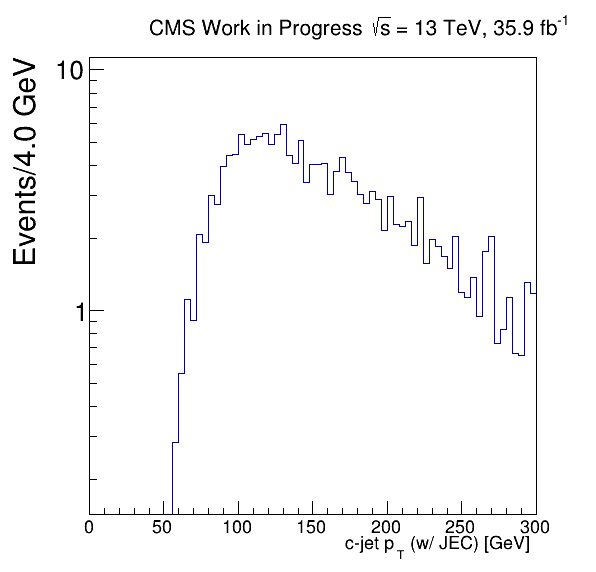 CMS Work in Progress √s = 13 TeV, 35.9 fb⁻¹
Events/4.0 GeV
10
1
0 50 100 150 200 250 300
c-jet p_T (w/ JEC) [GeV]